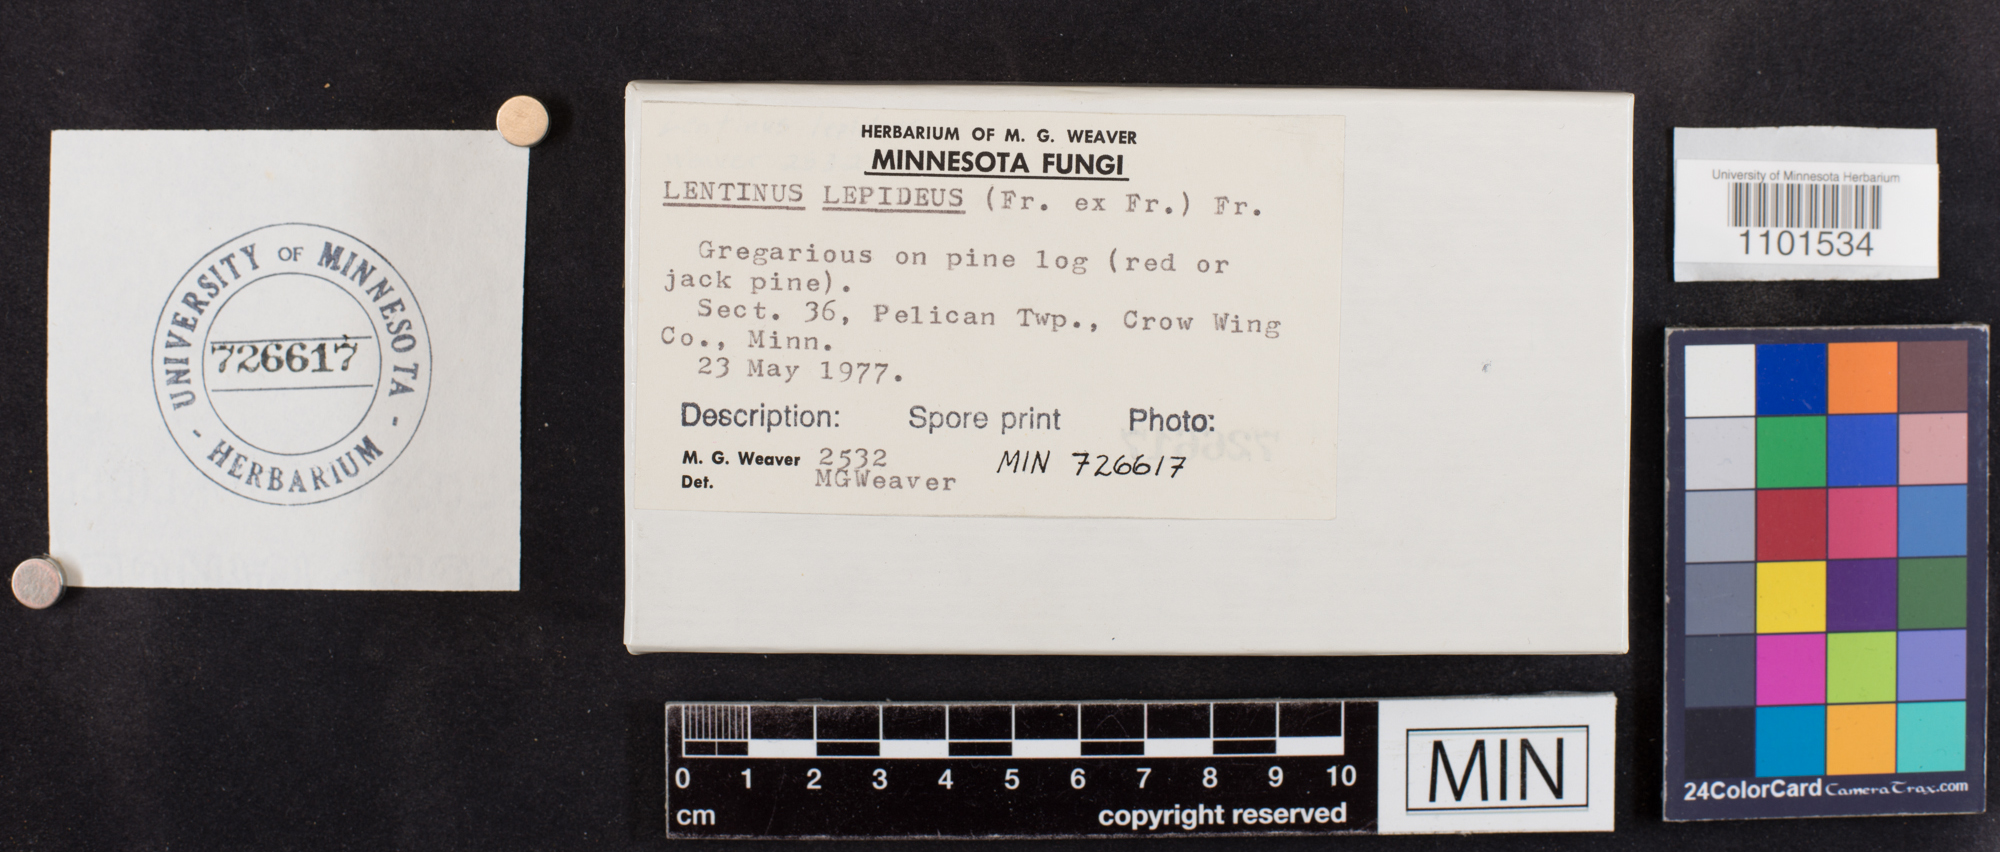 UNIVERSITY OF MINNESOTA
726617
- HERBARIUM -
HERBARIUM OF M. G. WEAVER
MINNESOTA FUNGI
LENTINUS LEPIDEUS (Fr. ex Fr.) Fr.
Gregarious on pine log (red or
jack pine).
Sect. 36, Pelican Twp., Crow Wing
Co., Minn.
23 May 1977.
Description: Spore print Photo:
M. G. Weaver 2532 MIN 726617
Det. MGWeaver
University of Minnesota Herbarium
1101534
0 1 2 3 4 5 6 7 8 9 10
cm copyright reserved
MIN
24ColorCard CameraTrax.com